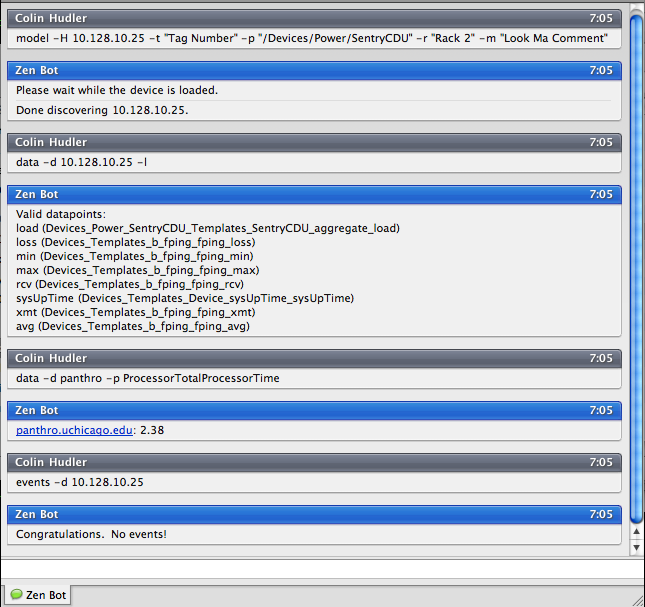 Colin Hudler 7:05
model -H 10.128.10.25 -t "Tag Number" -p "/Devices/Power/SentryCDU" -r "Rack 2" -m "Look Ma Comment"
Zen Bot 7:05
Please wait while the device is loaded.
Done discovering 10.128.10.25.
Colin Hudler 7:05
data -d 10.128.10.25 -l
Zen Bot 7:05
Valid datapoints:
load (Devices_Power_SentryCDU_Templates_SentryCDU_aggregate_load)
loss (Devices_Templates_b_fping_fping_loss)
min (Devices_Templates_b_fping_fping_min)
max (Devices_Templates_b_fping_fping_max)
rcv (Devices_Templates_b_fping_fping_rcv)
sysUpTime (Devices_Templates_Device_sysUpTime_sysUpTime)
xmt (Devices_Templates_b_fping_fping_xmt)
avg (Devices_Templates_b_fping_fping_avg)
Colin Hudler 7:05
data -d panthro -p ProcessorTotalProcessorTime
Zen Bot 7:05
panthro.uchicago.edu: 2.38
Colin Hudler 7:05
events -d 10.128.10.25
Zen Bot 7:05
Congratulations. No events!
Zen Bot